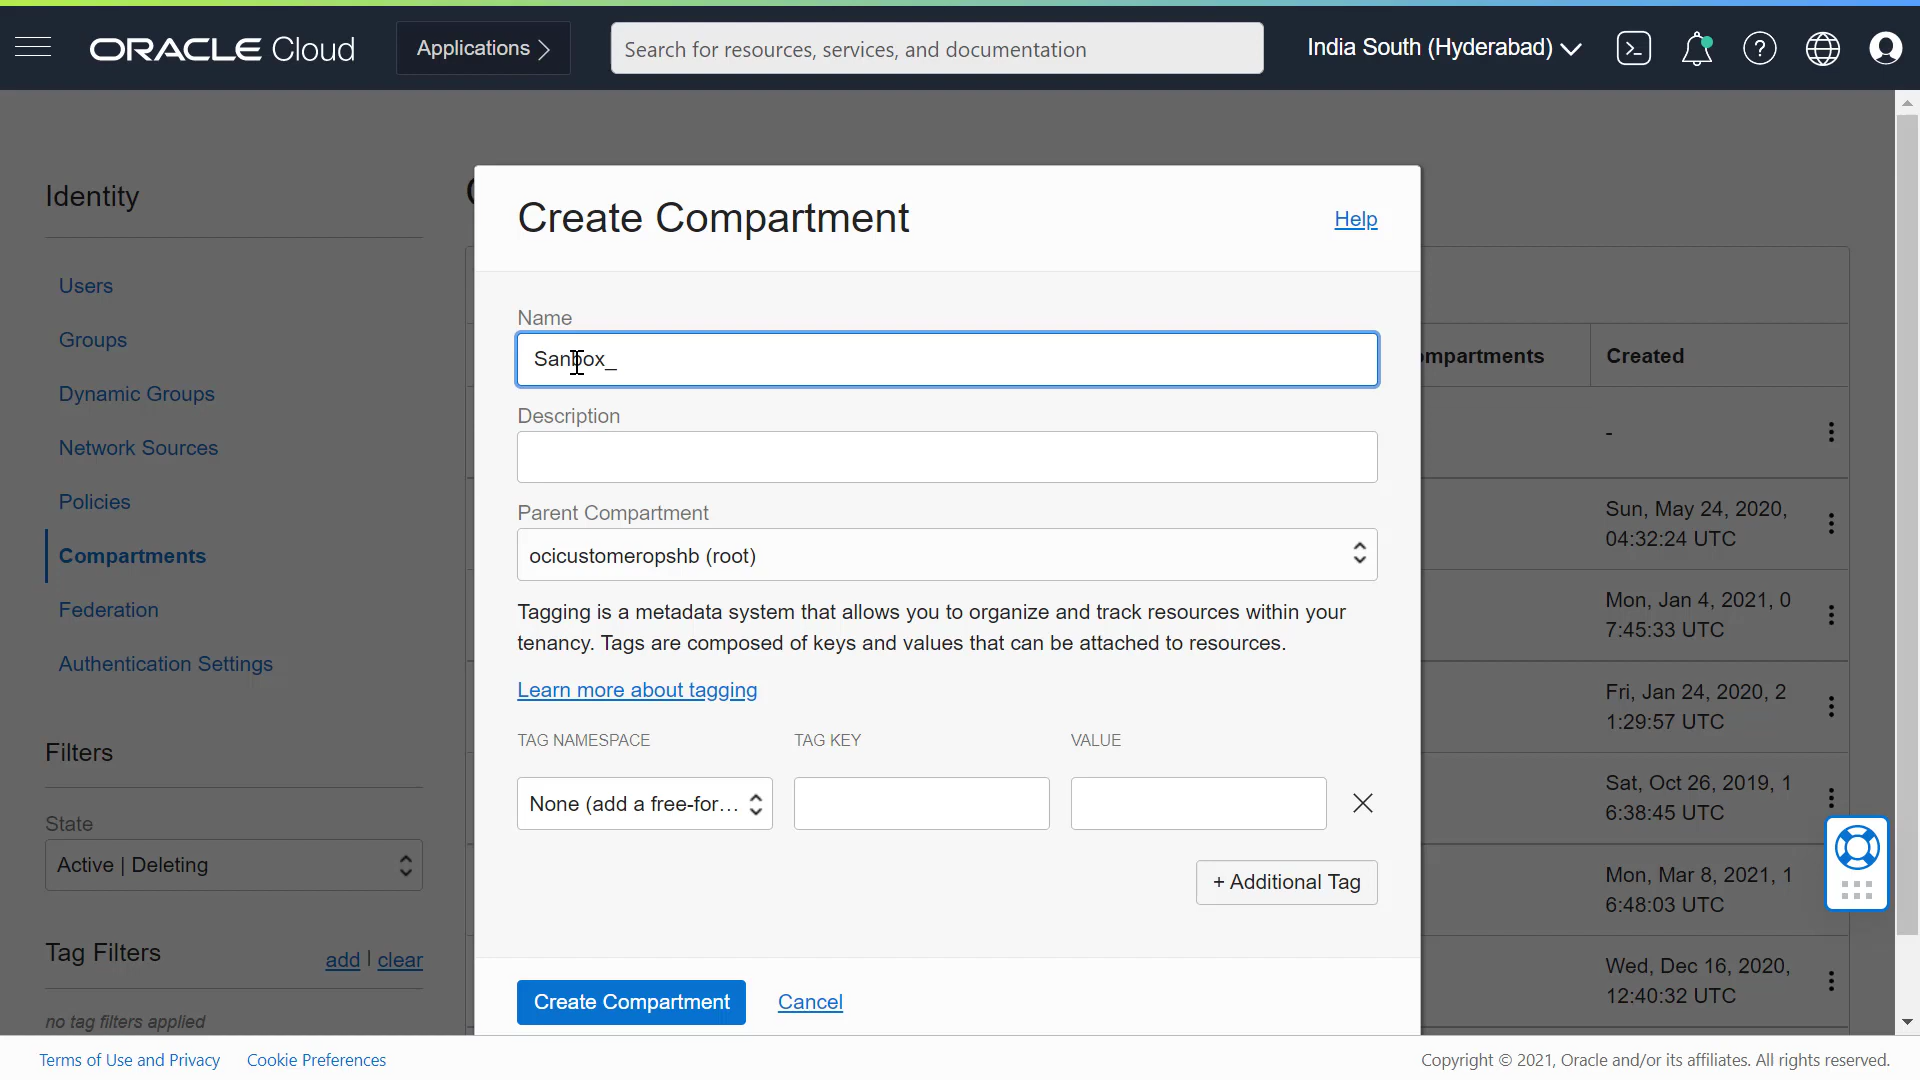 ORACLE Cloud
Applications
Search for resources, services, and documentation
India South (Hyderabad)
Identity
Users
Groups
Dynamic Groups
Network Sources
Policies
Compartments
Federation
Authentication Settings
Filters
State
Active | Deleting
Tag Filters
add | clear
no tag filters applied
Create Compartment
Help
Name
Sanbox_
Description
Parent Compartment
ocicustomeropshb (root)
Tagging is a metadata system that allows you to organize and track resources within your
tenancy. Tags are composed of keys and values that can be attached to resources.
Learn more about tagging
TAG NAMESPACE
TAG KEY
VALUE
None (add a free-for...
+ Additional Tag
Create Compartment
Cancel
Created
-
Sun, May 24, 2020,
04:32:24 UTC
Mon, Jan 4, 2021, 0
7:45:33 UTC
Fri, Jan 24, 2020, 2
1:29:57 UTC
Sat, Oct 26, 2019, 1
6:38:45 UTC
Mon, Mar 8, 2021, 1
6:48:03 UTC
Wed, Dec 16, 2020,
12:40:32 UTC
Terms of Use and Privacy
Cookie Preferences
Copyright © 2021, Oracle and/or its affiliates. All rights reserved.